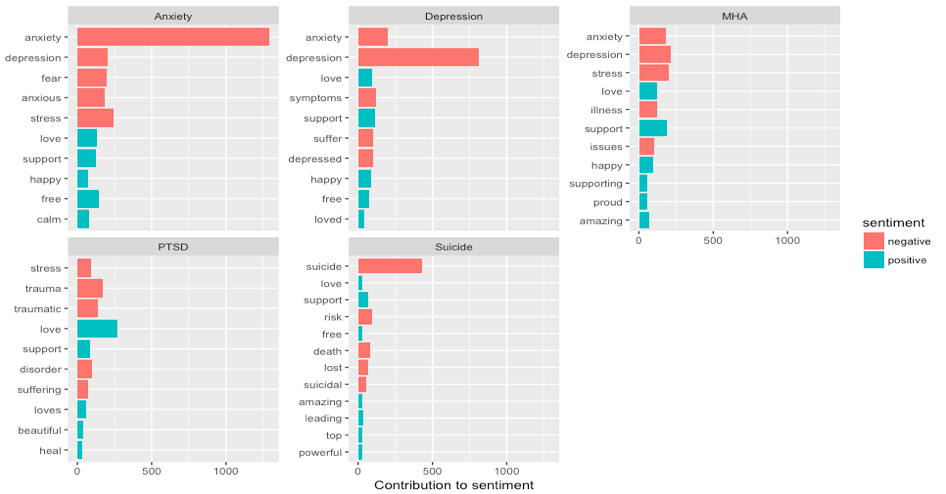 Anxiety
anxiety
depression
fear
anxious
stress
love
support
happy
free
calm
Depression
anxiety
depression
love
symptoms
support
suffer
depressed
happy
free
loved
MHA
anxiety
depression
stress
love
illness
support
issues
happy
supporting
proud
amazing
0 500 1000
sentiment
negative
positive
PTSD
stress
trauma
traumatic
love
support
disorder
suffering
loves
beautiful
heal
0 500 1000
Suicide
suicide
love
support
risk
free
death
lost
suicidal
amazing
leading
top
powerful
0 500 1000
Contribution to sentiment